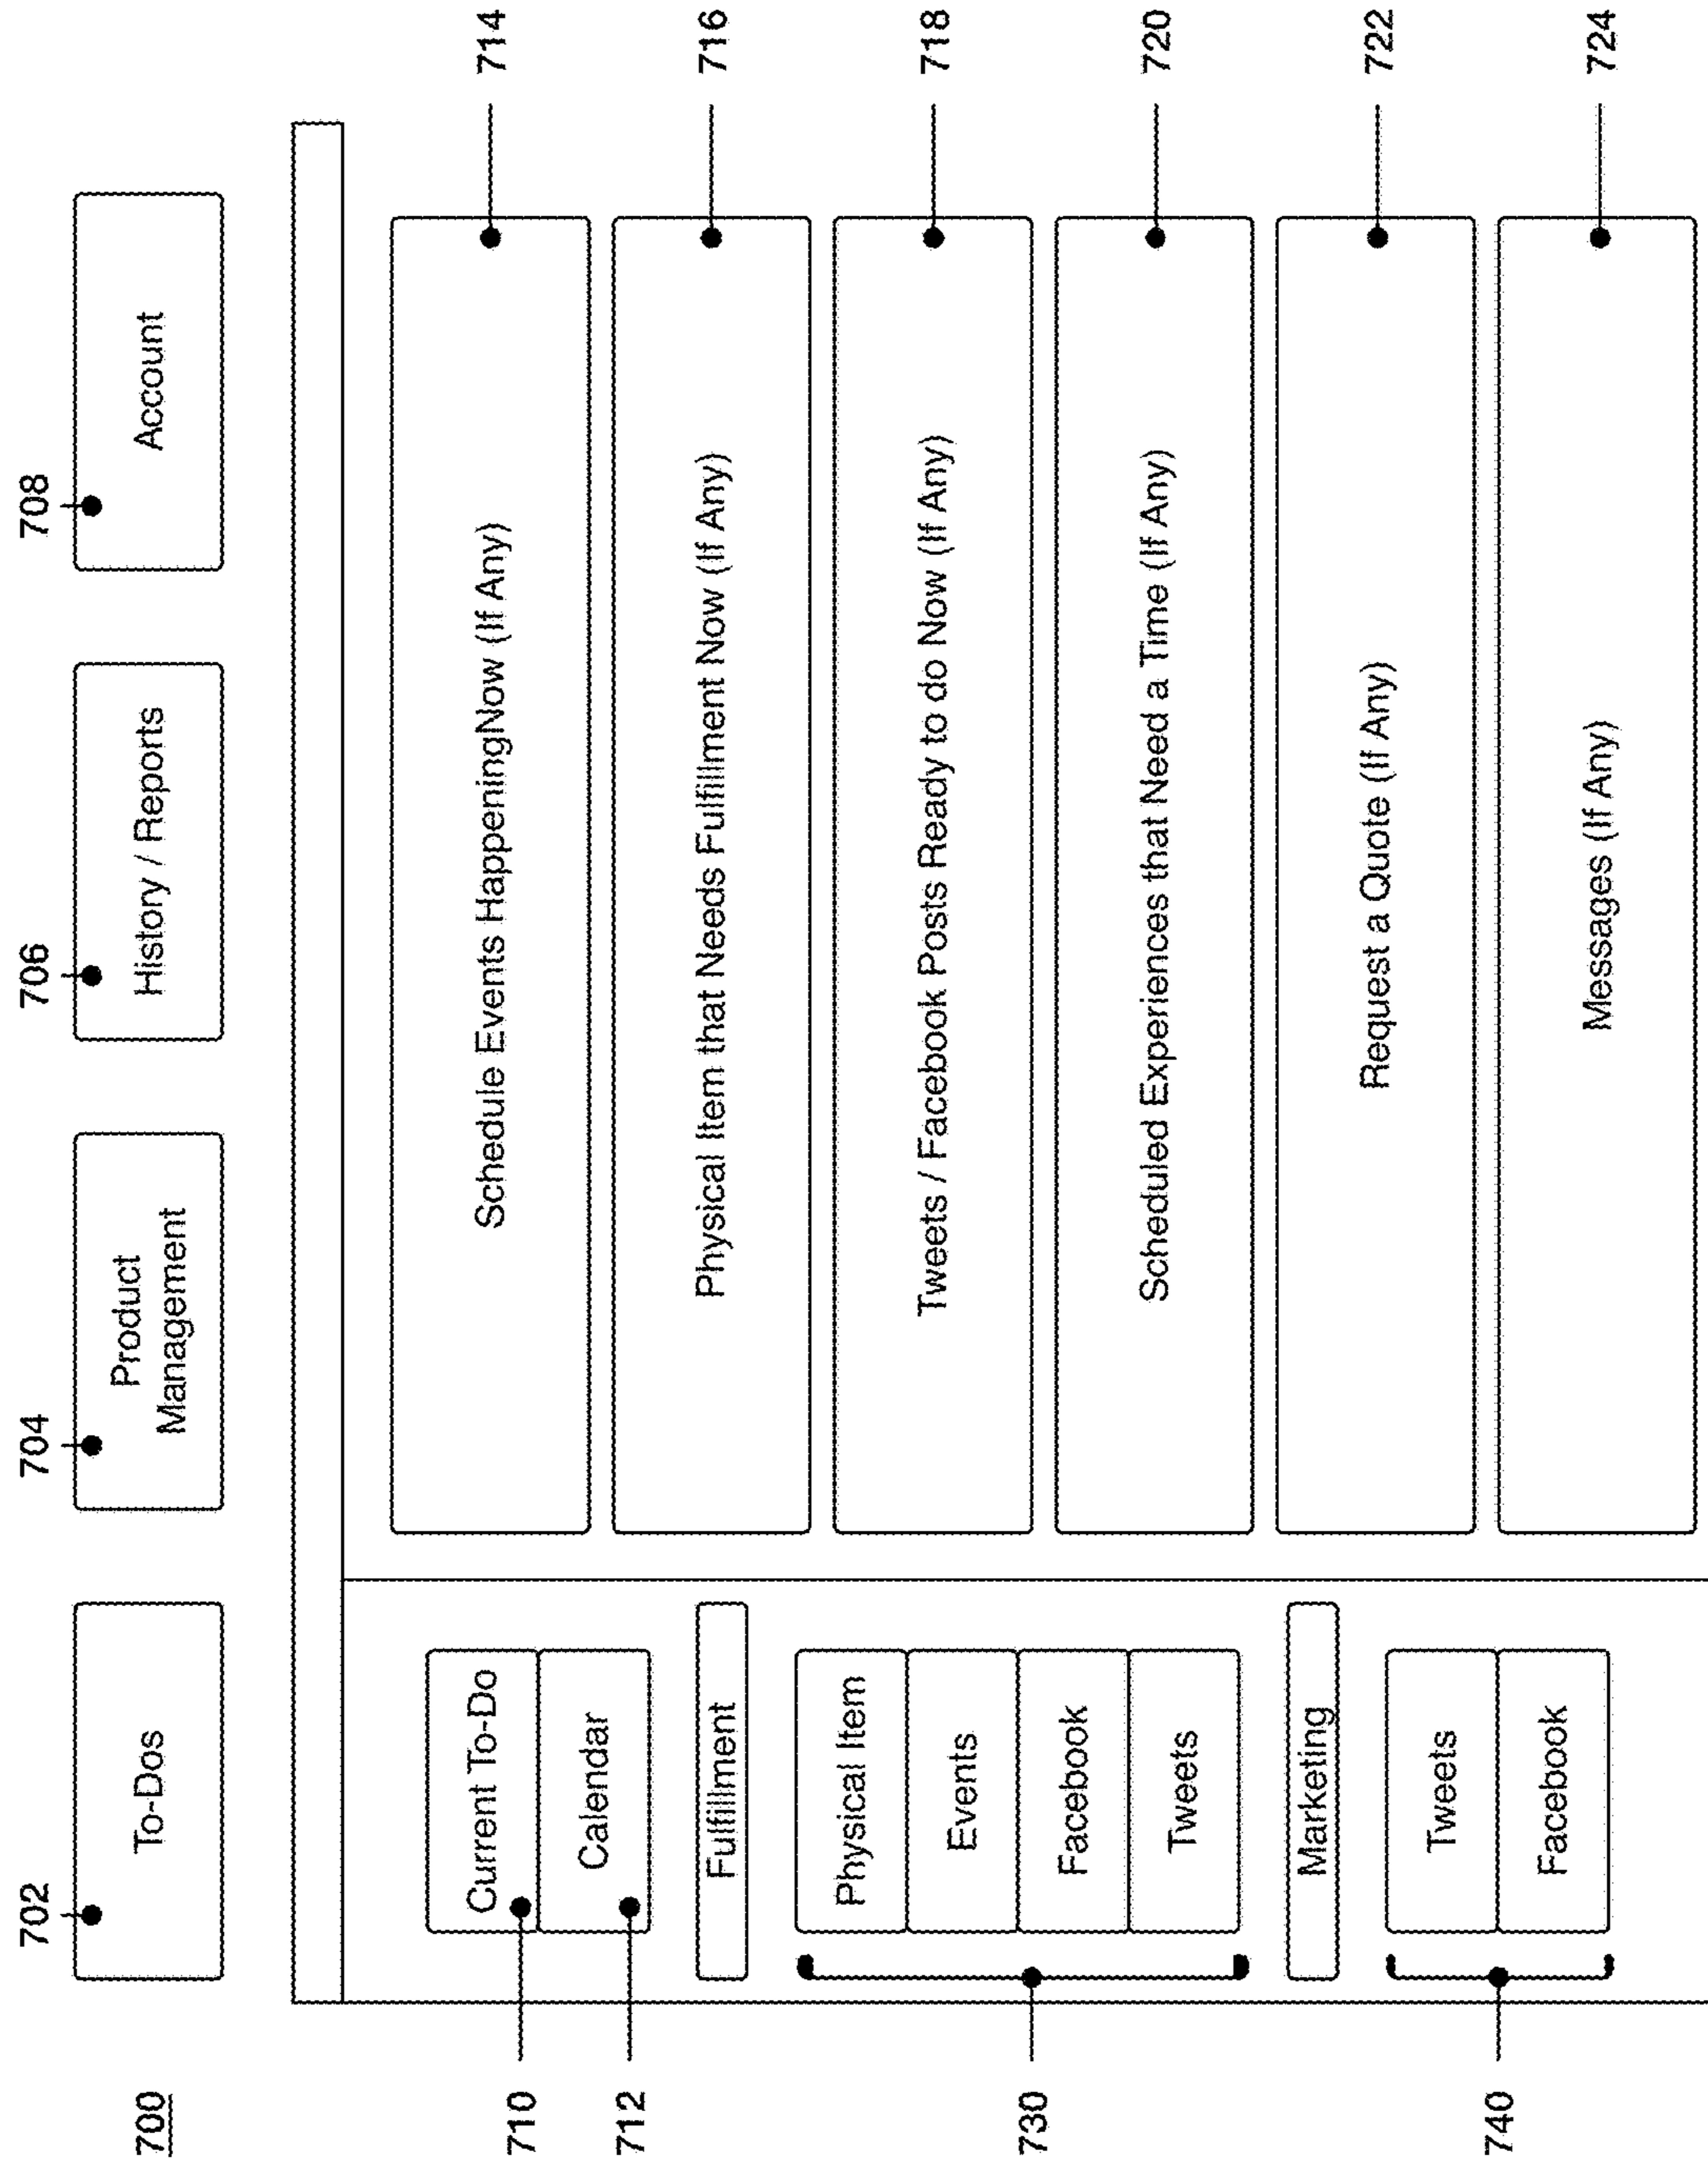 700
702
704
706
708
To-Dos
Product
Management
History / Reports
Account
710
Current To-Do
712
Calendar
Fulfillment
730
Physical Item
Events
Facebook
Tweets
Marketing
740
Tweets
Facebook
Schedule Events HappeningNow (If Any)
714
Physical Item that Needs Fulfillment Now (If Any)
716
Tweets / Facebook Posts Ready to do Now (If Any)
718
Scheduled Experiences that Need a Time (If Any)
720
Request a Quote (If Any)
722
Messages (If Any)
724